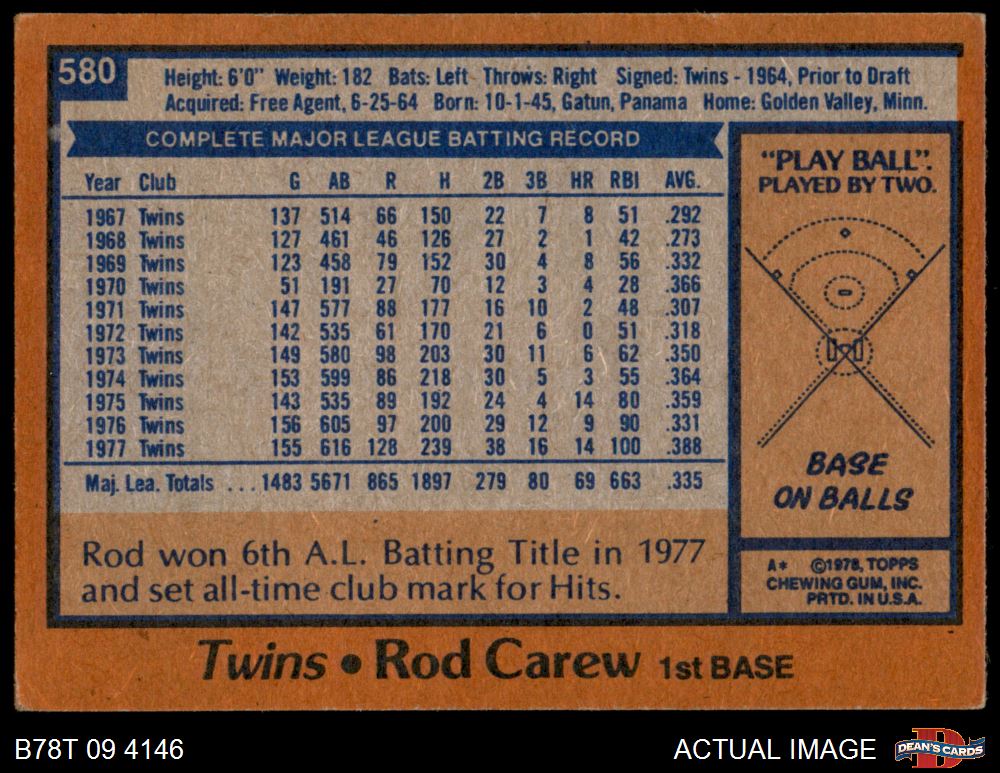 580
Height: 6'0" Weight: 182 Bats: Left Throws: Right Signed: Twins - 1964, Prior to Draft
Acquired: Free Agent, 6-25-64 Born: 10-1-45, Gatun, Panama Home: Golden Valley, Minn.
COMPLETE MAJOR LEAGUE BATTING RECORD
Year Club G AB R H 2B 3B HR RBI AVG.
1967 Twins 137 514 66 150 22 7 8 51 .292
1968 Twins 127 461 46 126 27 2 1 42 .273
1969 Twins 123 458 79 152 30 4 8 56 .332
1970 Twins 51 191 27 70 12 3 4 28 .366
1971 Twins 147 577 88 177 16 10 2 48 .307
1972 Twins 142 535 61 170 21 6 0 51 .318
1973 Twins 149 580 98 203 30 11 6 62 .350
1974 Twins 153 599 86 218 30 5 3 55 .364
1975 Twins 143 535 89 192 24 4 14 80 .359
1976 Twins 156 605 97 200 29 12 9 90 .331
1977 Twins 155 616 128 239 38 16 14 100 .388
Maj. Lea. Totals ... 1483 5671 865 1897 279 80 69 663 .335
Rod won 6th A.L. Batting Title in 1977
and set all-time club mark for Hits.
"PLAY BALL".
PLAYED BY TWO.
BASE
ON BALLS
A* ©1978, TOPPS
CHEWING GUM, INC.
PRTD. IN U.S.A.
Twins • Rod Carew 1st BASE
B78T 09 4146
ACTUAL IMAGE
D
DEAN'S CARDS